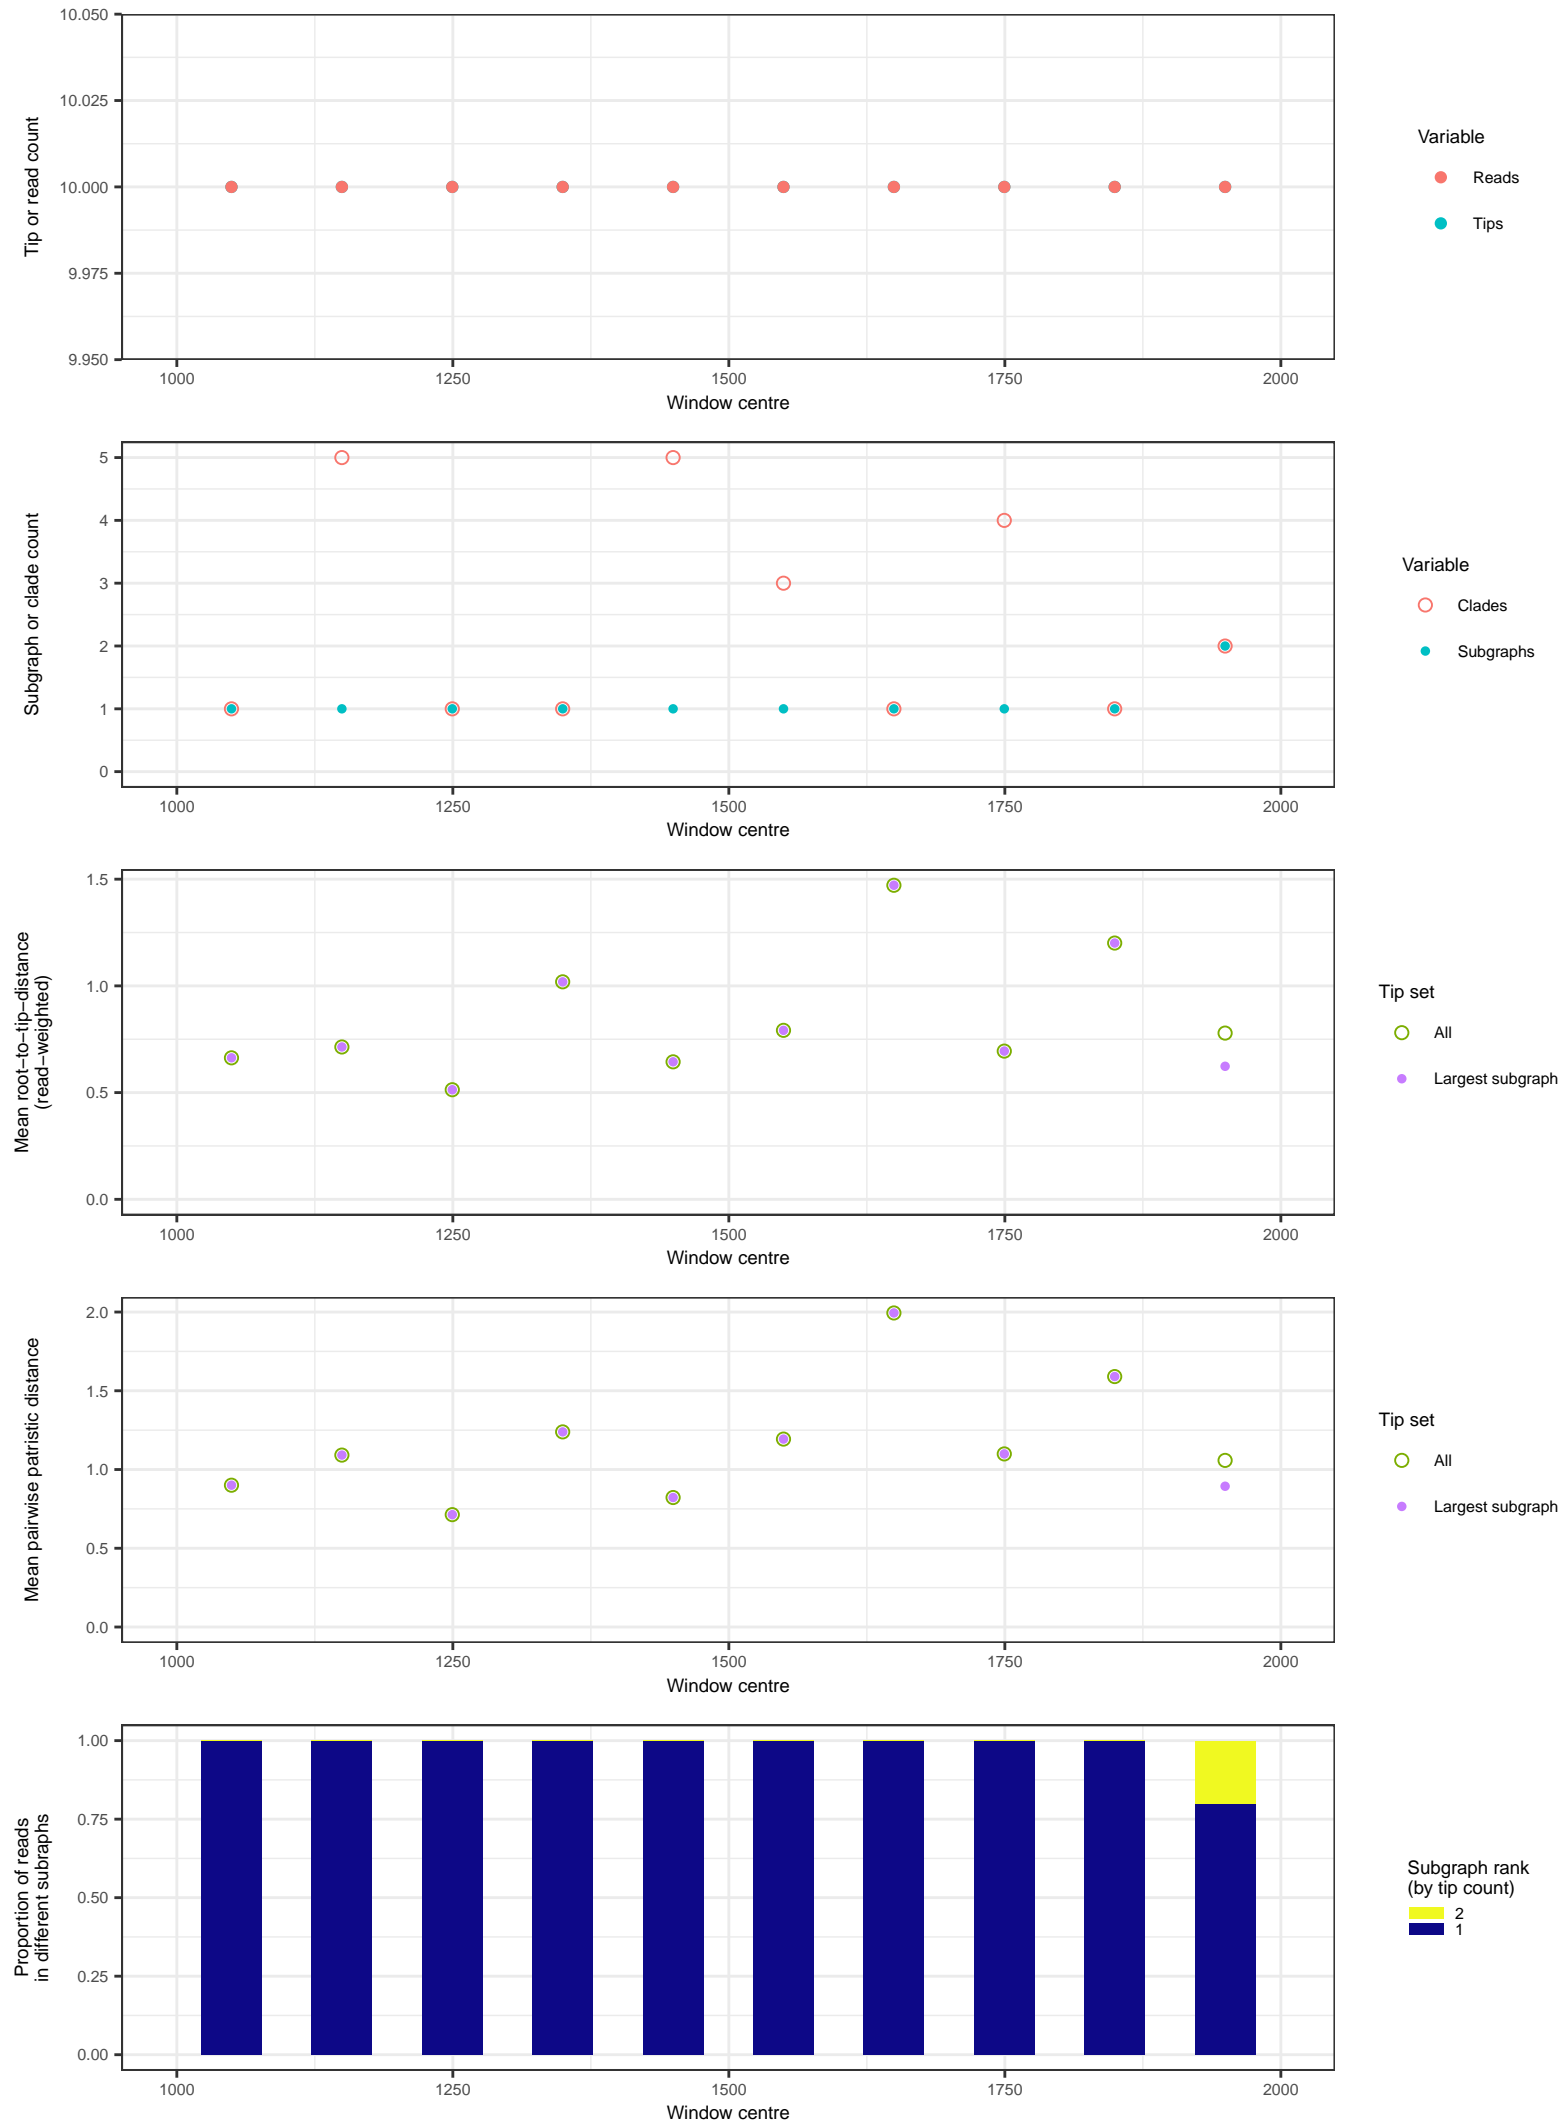 10.050
10.025
10.000
9.975
9.950
Tip or read count
1000 1250 1500 1750 2000
Window centre
Variable
Reads
Tips
5
4
3
2
1
0
Subgraph or clade count
1000 1250 1500 1750 2000
Window centre
Variable
Clades
Subgraphs
1.5
1.0
0.5
0.0
Mean root−to−tip−distance
(read−weighted)
1000 1250 1500 1750 2000
Window centre
Tip set
All
Largest subgraph
2.0
1.5
1.0
0.5
0.0
Mean pairwise patristic distance
1000 1250 1500 1750 2000
Window centre
Tip set
All
Largest subgraph
1.00
0.75
0.50
0.25
0.00
Proportion of reads
in different subraphs
1000 1250 1500 1750 2000
Window centre
Subgraph rank
(by tip count)
2
1